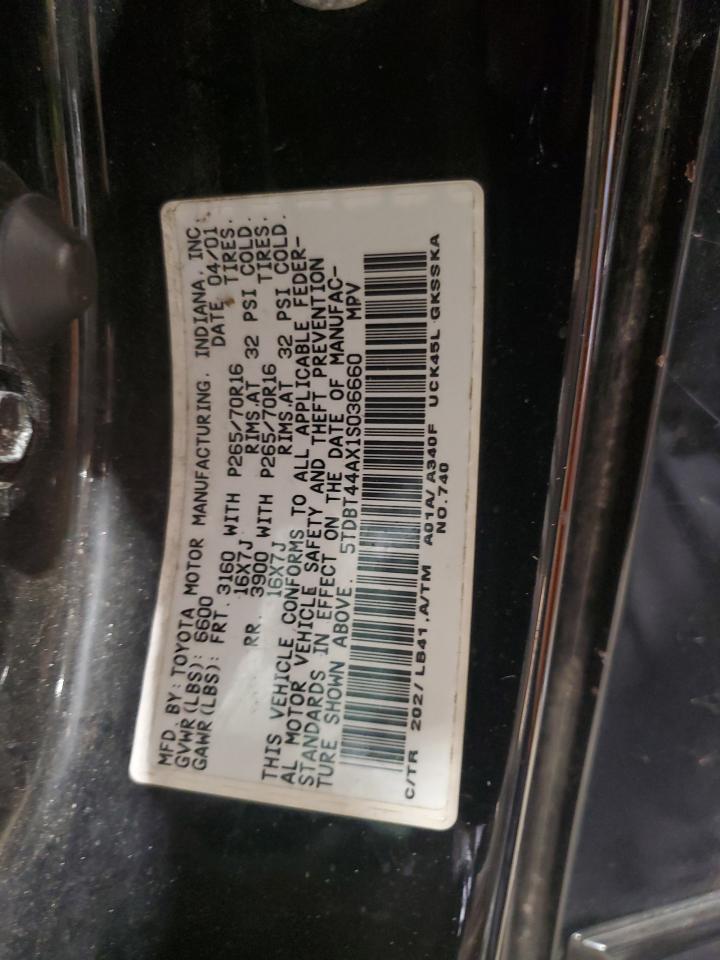 MFD. BY: TOYOTA MOTOR MANUFACTURING, INDIANA, INC.
GVWR(LBS): 6600 DATE 04/01
GAWR(LBS): FRT. 3160 WITH P265/70R16 TIRES.
16X7J RIMS.AT 32 PSI COLD.
RR. 3900 WITH P265/70R16 TIRES.
16X7J RIMS.AT 32 PSI COLD.
THIS VEHICLE CONFORMS TO ALL APPLICABLE FEDER-
AL MOTOR VEHICLE SAFETY AND THEFT PREVENTION
STANDARDS IN EFFECT ON THE DATE OF MANUFAC-
TURE SHOWN ABOVE. 5TDBT44AX1S036660 MPV
C/TR 202/LB41.A/TM A01A/A340F UCK45L GKSSKA
NO.740